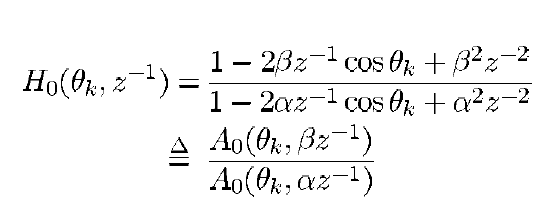 H_0(\theta_k, z^{-1}) = \frac{1 - 2\beta z^{-1} \cos \theta_k + \beta^2 z^{-2}}{1 - 2\alpha z^{-1} \cos \theta_k + \alpha^2 z^{-2}}
\triangleq \frac{A_0(\theta_k, \beta z^{-1})}{A_0(\theta_k, \alpha z^{-1})}